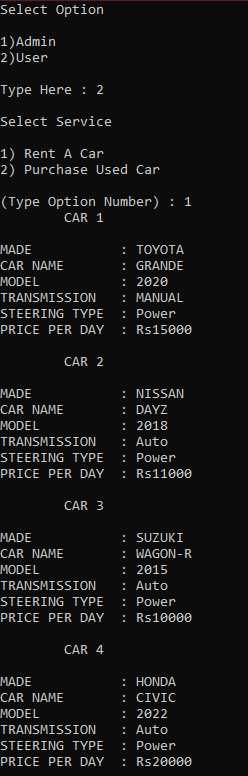 Select Option
1)Admin
2)User
Type Here : 2
Select Service
1) Rent A Car
2) Purchase Used Car
(Type Option Number) : 1
CAR 1
MADE : TOYOTA
CAR NAME : GRANDE
MODEL : 2020
TRANSMISSION : MANUAL
STEERING TYPE : Power
PRICE PER DAY : Rs15000
CAR 2
MADE : NISSAN
CAR NAME : DAYZ
MODEL : 2018
TRANSMISSION : Auto
STEERING TYPE : Power
PRICE PER DAY : Rs11000
CAR 3
MADE : SUZUKI
CAR NAME : WAGON-R
MODEL : 2015
TRANSMISSION : Auto
STEERING TYPE : Power
PRICE PER DAY : Rs10000
CAR 4
MADE : HONDA
CAR NAME : CIVIC
MODEL : 2022
TRANSMISSION : Auto
STEERING TYPE : Power
PRICE PER DAY : Rs20000